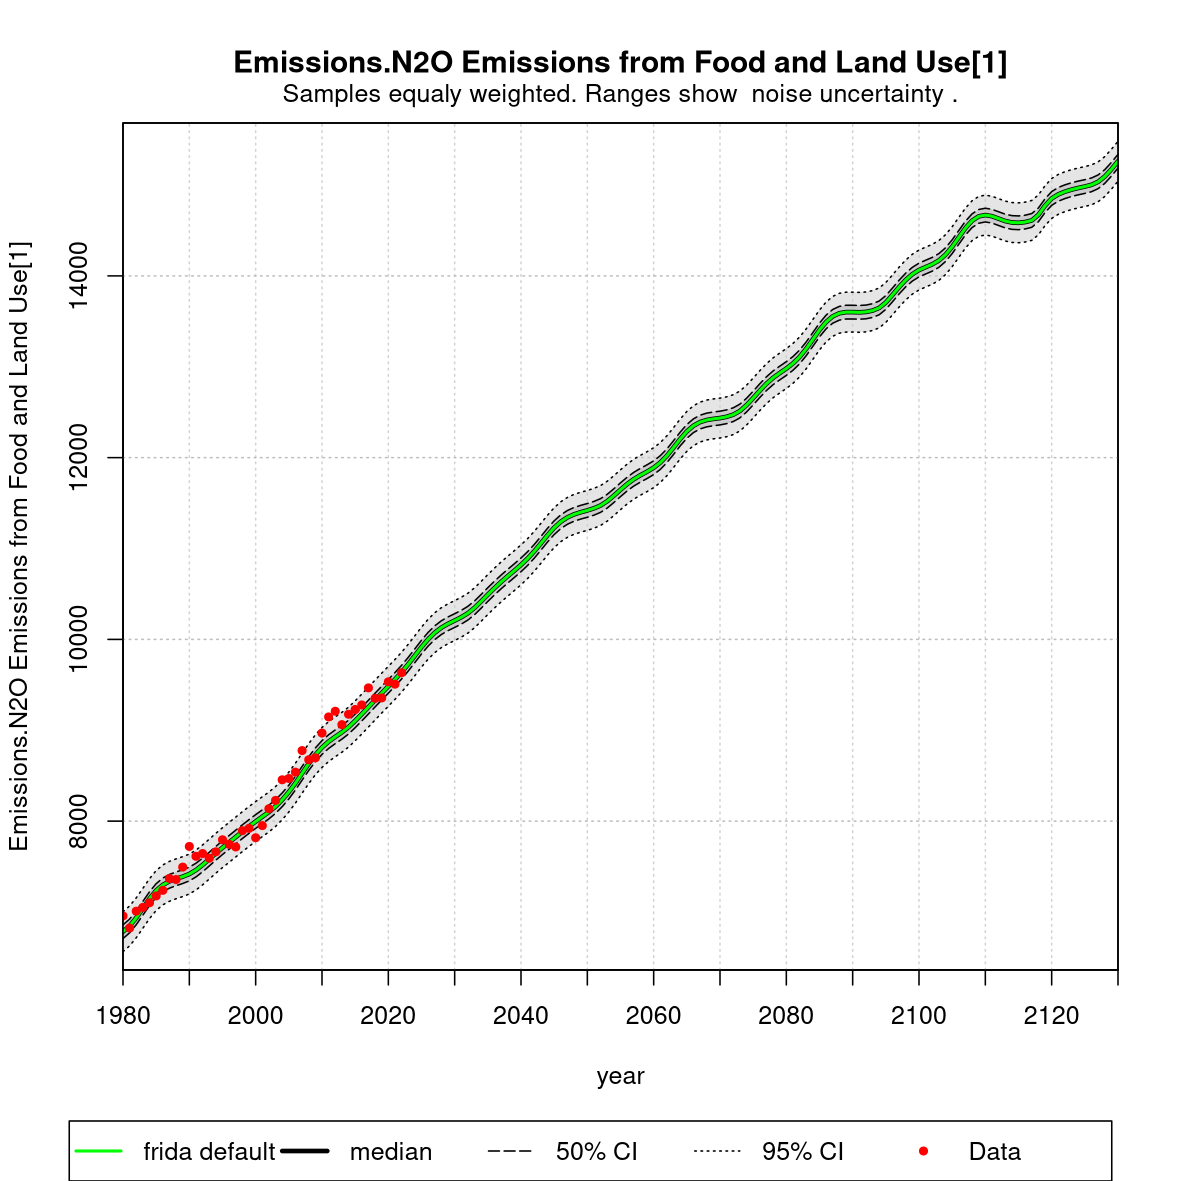 Emissions.N2O Emissions from Food and Land Use[1]
Samples equaly weighted. Ranges show  noise uncertainty .
Emissions.N2O Emissions from Food and Land Use[1]
14000
12000
10000
8000
1980 2000 2020 2040 2060 2080 2100 2120
year
frida default median 50% CI 95% CI Data